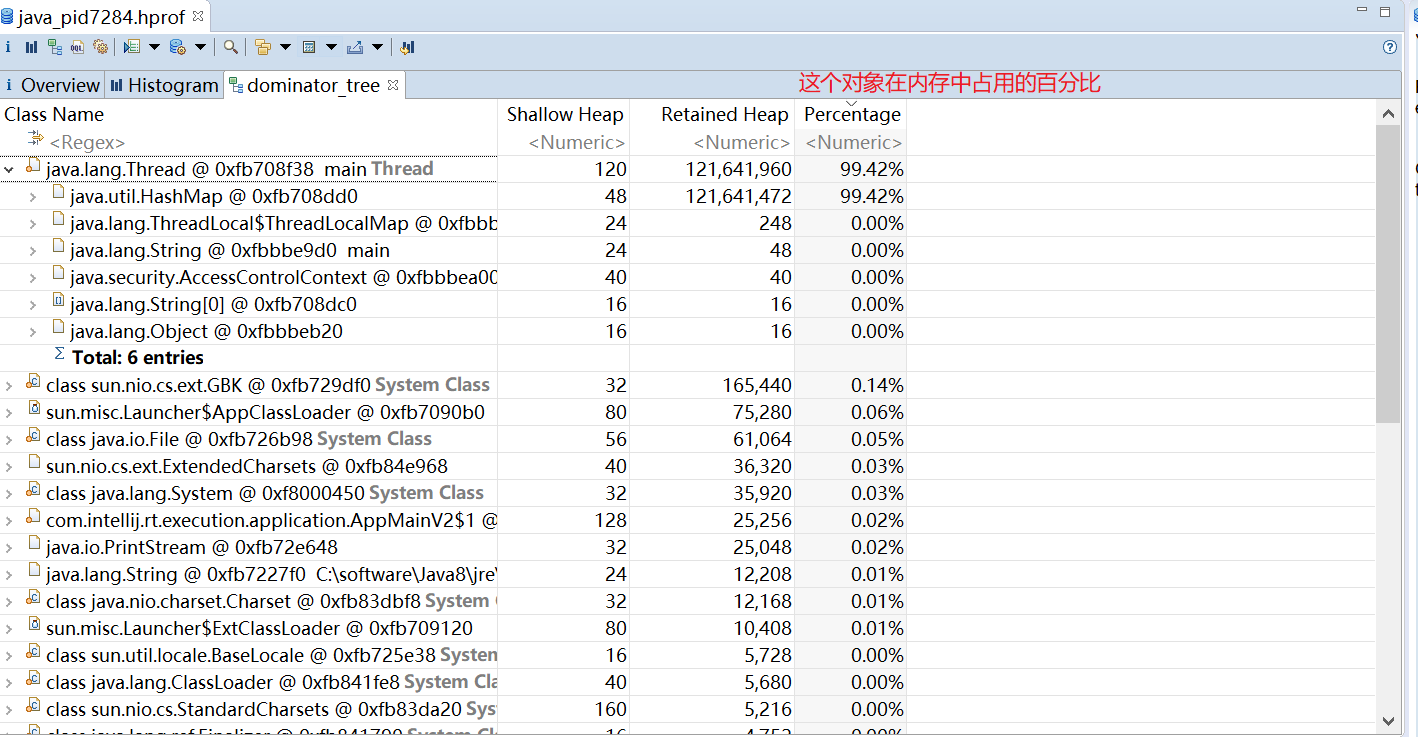 java_pid7284.hprof
Overview Histogram dominator_tree 这个对象在内存中占用的百分比
Class Name Shallow Heap Retained Heap Percentage
<Regex> <Numeric> <Numeric> <Numeric>
java.lang.Thread @ 0xfb708f38 main Thread 120 121,641,960 99.42%
java.util.HashMap @ 0xfb708dd0 48 121,641,472 99.42%
java.lang.ThreadLocal$ThreadLocalMap @ 0xfbbb 24 248 0.00%
java.lang.String @ 0xfbbbe9d0 main 24 48 0.00%
java.security.AccessControlContext @ 0xfbbbea00 40 40 0.00%
java.lang.String[0] @ 0xfb708dc0 16 16 0.00%
java.lang.Object @ 0xfbbbeb20 16 16 0.00%
Σ Total: 6 entries
class sun.nio.cs.ext.GBK @ 0xfb729df0 System Class 32 165,440 0.14%
sun.misc.Launcher$AppClassLoader @ 0xfb7090b0 80 75,280 0.06%
class java.io.File @ 0xfb726b98 System Class 56 61,064 0.05%
sun.nio.cs.ext.ExtendedCharsets @ 0xfb84e968 40 36,320 0.03%
class java.lang.System @ 0xf8000450 System Class 32 35,920 0.03%
com.intellij.rt.execution.application.AppMainV2$1 @ 128 25,256 0.02%
java.io.PrintStream @ 0xfb72e648 32 25,048 0.02%
java.lang.String @ 0xfb7227f0 C:\software\Java8\jre\ 24 12,208 0.01%
class java.nio.charset.Charset @ 0xfb83dbf8 System 32 12,168 0.01%
sun.misc.Launcher$ExtClassLoader @ 0xfb709120 80 10,408 0.01%
class sun.util.locale.BaseLocale @ 0xfb725e38 System 16 5,728 0.00%
class java.lang.ClassLoader @ 0xfb841fe8 System Cla 40 5,680 0.00%
class sun.nio.cs.StandardCharsets @ 0xfb83da20 Sys 160 5,216 0.00%